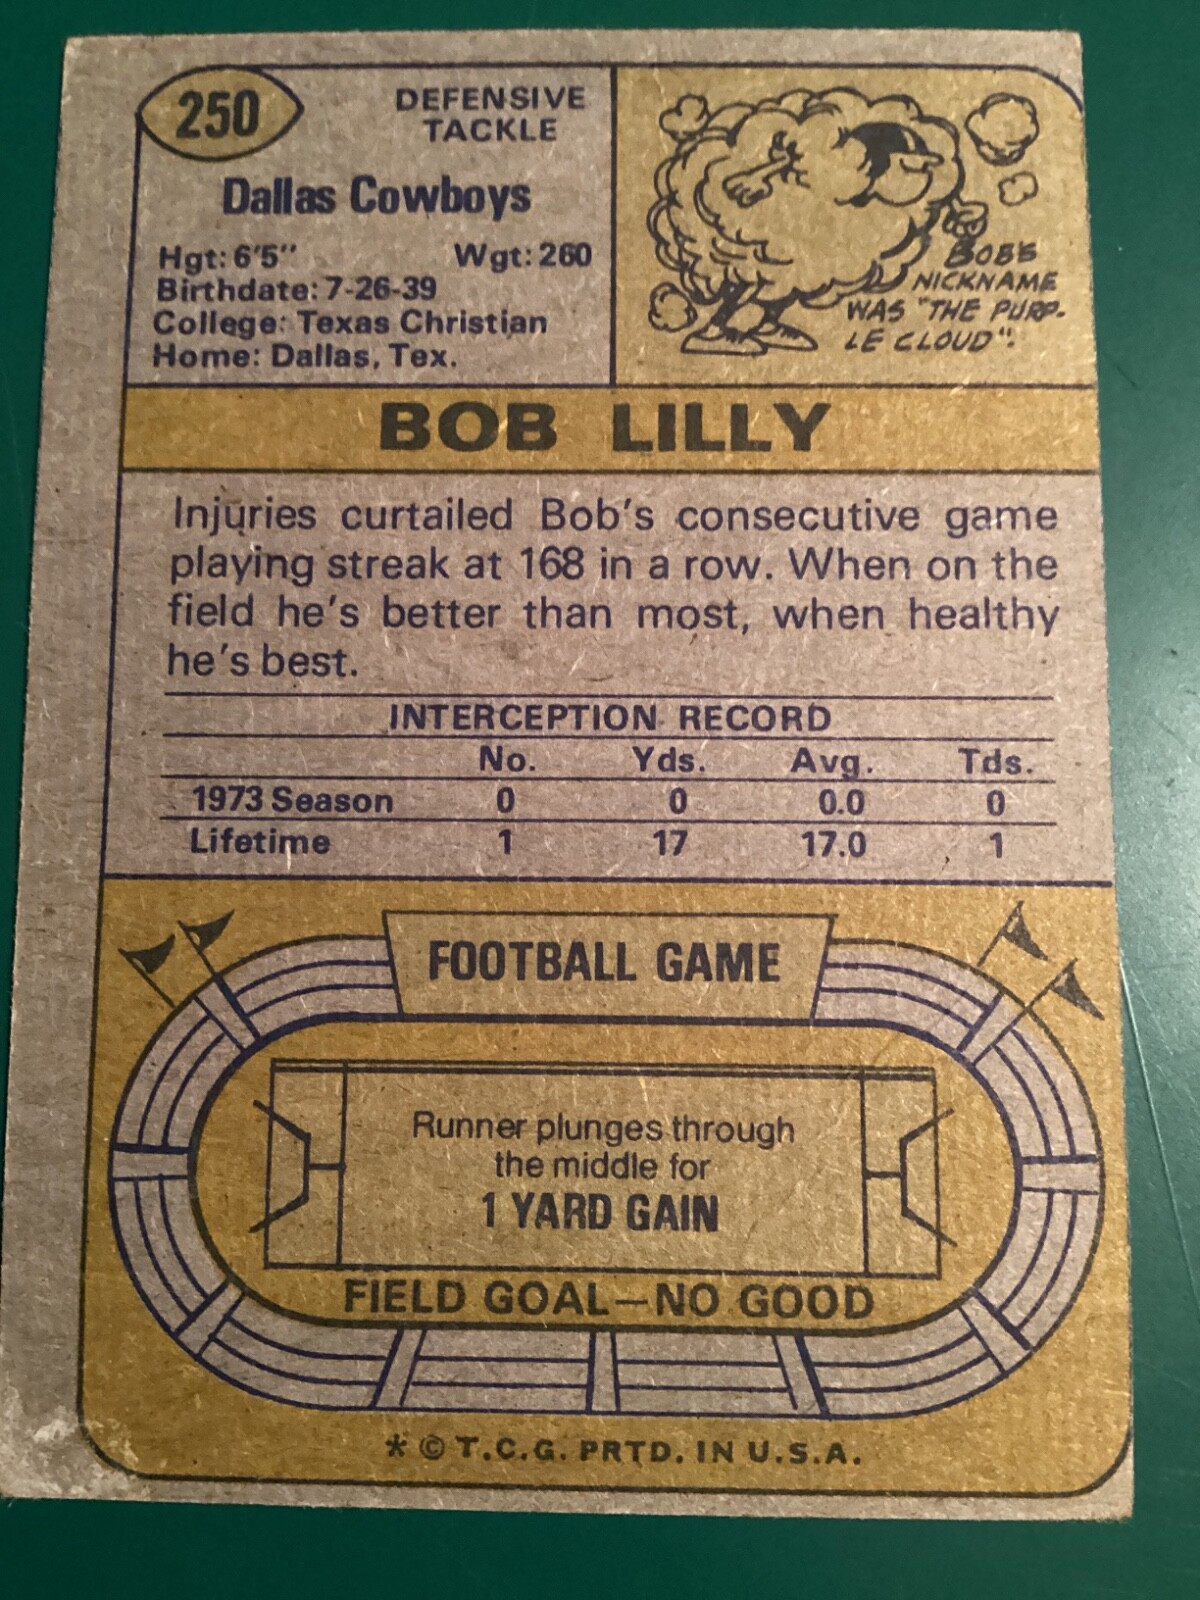 250
DEFENSIVE
TACKLE
Dallas Cowboys
Hgt: 6'5" Wgt: 260
Birthdate: 7-26-39
College: Texas Christian
Home: Dallas, Tex.
BOB'S
NICKNAME
WAS "THE PURP-
LE CLOUD".
BOB LILLY
Injuries curtailed Bob's consecutive game
playing streak at 168 in a row. When on the
field he's better than most, when healthy
he's best.
INTERCEPTION RECORD
No. Yds. Avg. Tds.
1973 Season 0 0 0.0 0
Lifetime 1 17 17.0 1
FOOTBALL GAME
Runner plunges through
the middle for
1 YARD GAIN
FIELD GOAL—NO GOOD
* © T.C.G. PRTD. IN U.S.A.